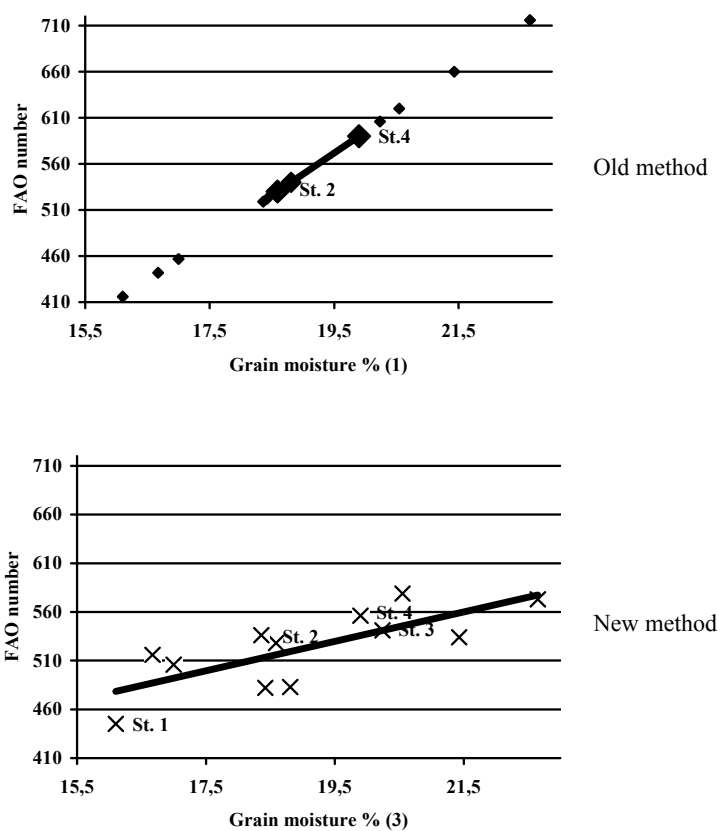 710
660
610
560
510
460
410
FAO number
St.4
St. 2
15,5 17,5 19,5 21,5
Grain moisture % (1)
Old method
710
660
610
560
510
460
410
FAO number
St. 4
St. 2 St. 3
St. 1
15,5 17,5 19,5 21,5
Grain moisture % (3)
New method